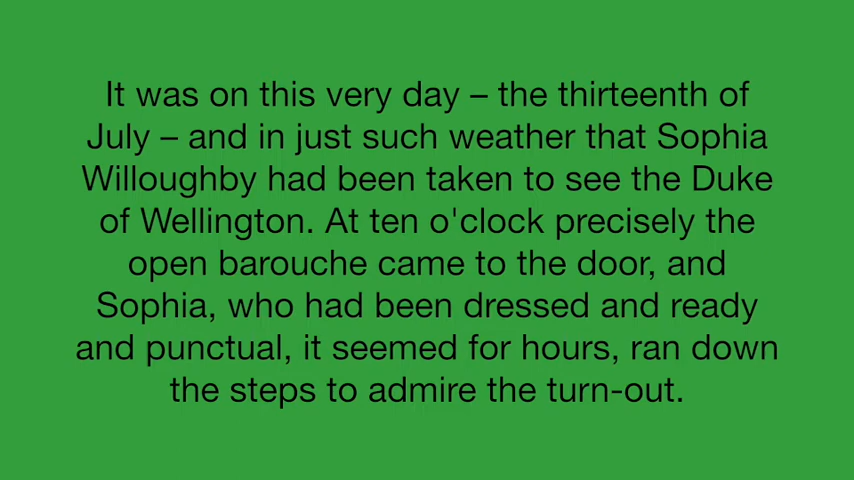 It was on this very day – the thirteenth of
July – and in just such weather that Sophia
Willoughby had been taken to see the Duke
of Wellington. At ten o'clock precisely the
open barouche came to the door, and
Sophia, who had been dressed and ready
and punctual, it seemed for hours, ran down
the steps to admire the turn-out.